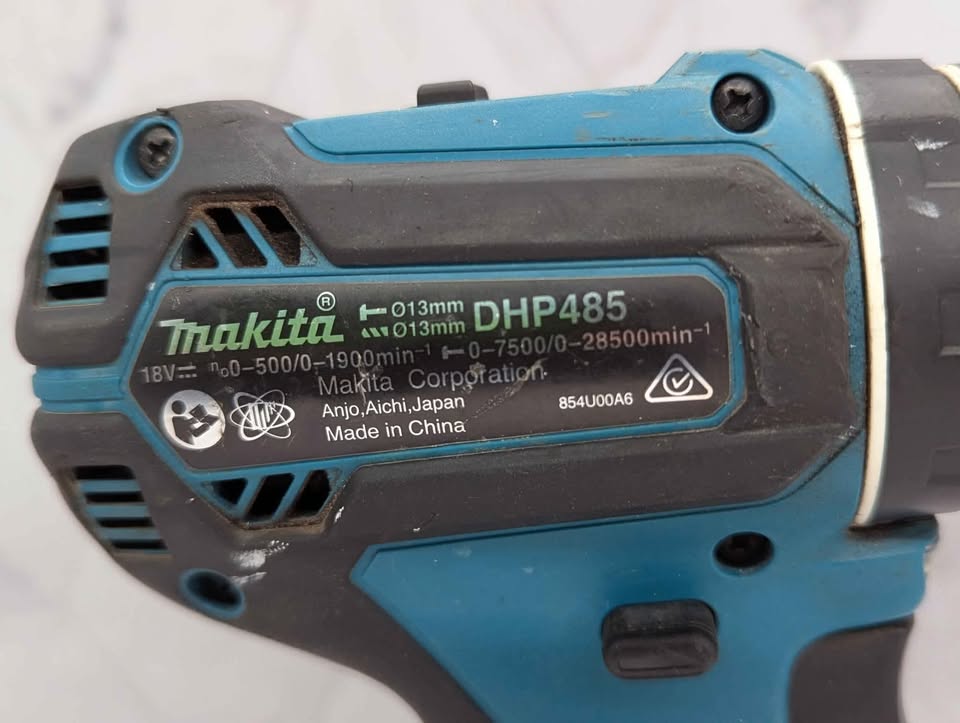 makita® Ø13mm DHP485
Ø13mm
18V⎓ n₀0-500/0-1900min⁻¹ 0-7500/0-28500min⁻¹
Makita Corporation
Anjo,Aichi,Japan 854U00A6
Made in China